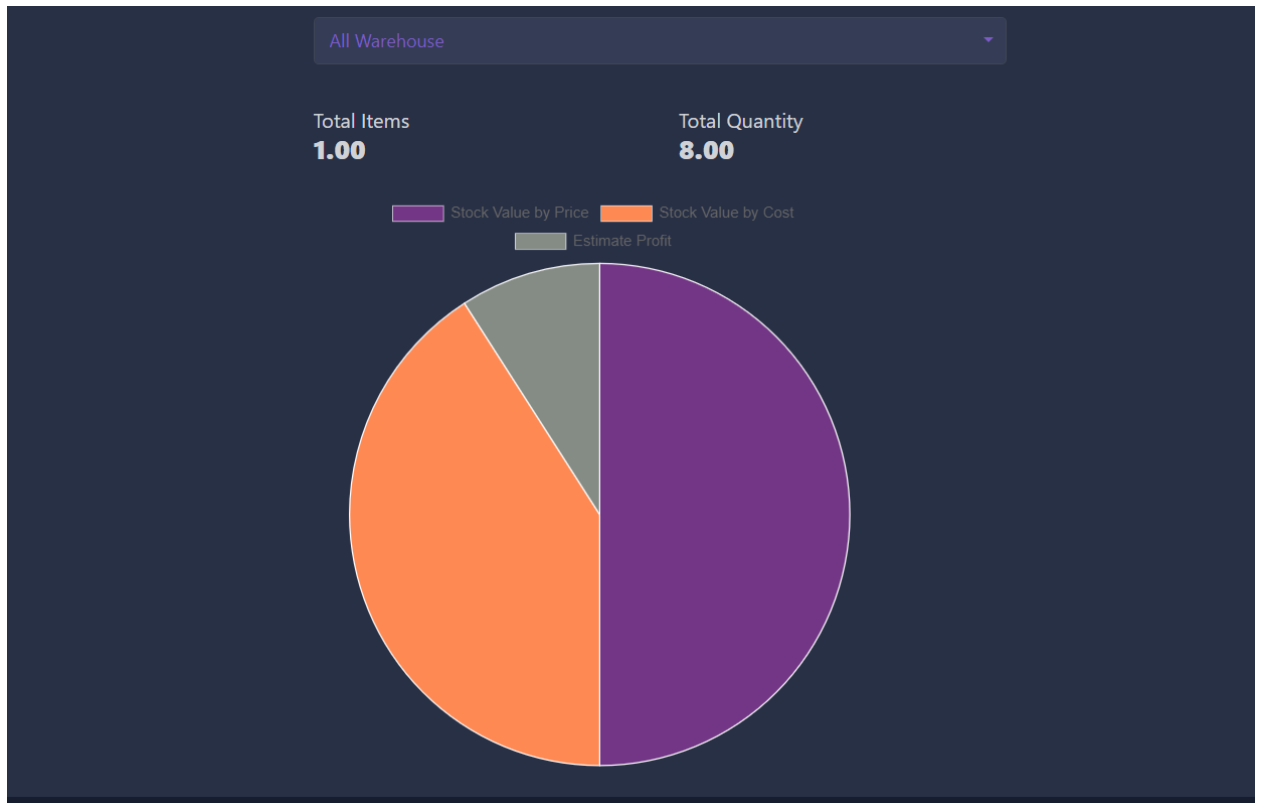 All Warehouse
Total Items Total Quantity
1.00 8.00
Stock Value by Price Stock Value by Cost
Estimate Profit